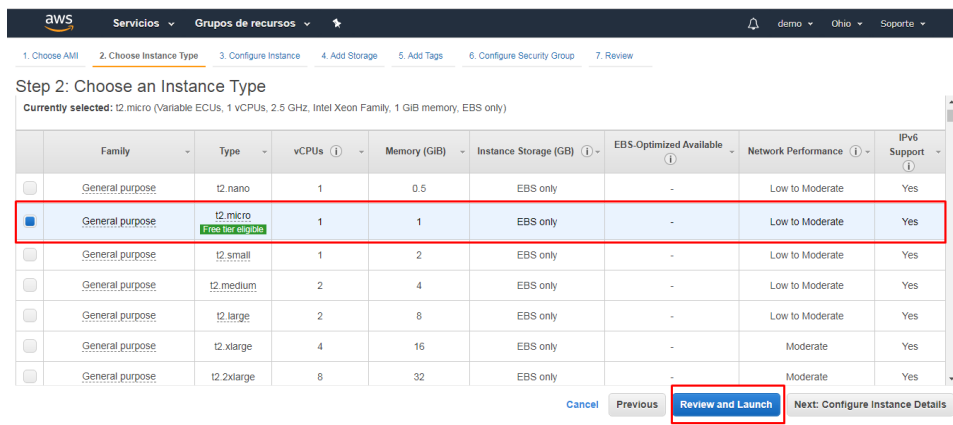 aws Servicios Grupos de recursos demo Ohio Soporte
1. Choose AMI 2. Choose Instance Type 3. Configure Instance 4. Add Storage 5. Add Tags 6. Configure Security Group 7. Review
Step 2: Choose an Instance Type
Currently selected: t2.micro (Variable ECUs, 1 vCPUs, 2.5 GHz, Intel Xeon Family, 1 GiB memory, EBS only)
Family Type vCPUs i Memory (GiB) Instance Storage (GB) i EBS-Optimized Available i Network Performance i IPv6 Support i
General purpose t2.nano 1 0.5 EBS only - Low to Moderate Yes
General purpose t2.micro Free tier eligible 1 1 EBS only - Low to Moderate Yes
General purpose t2.small 1 2 EBS only - Low to Moderate Yes
General purpose t2.medium 2 4 EBS only - Low to Moderate Yes
General purpose t2.large 2 8 EBS only - Low to Moderate Yes
General purpose t2.xlarge 4 16 EBS only - Moderate Yes
General purpose t2.2xlarge 8 32 EBS only - Moderate Yes
Cancel Previous Review and Launch Next: Configure Instance Details